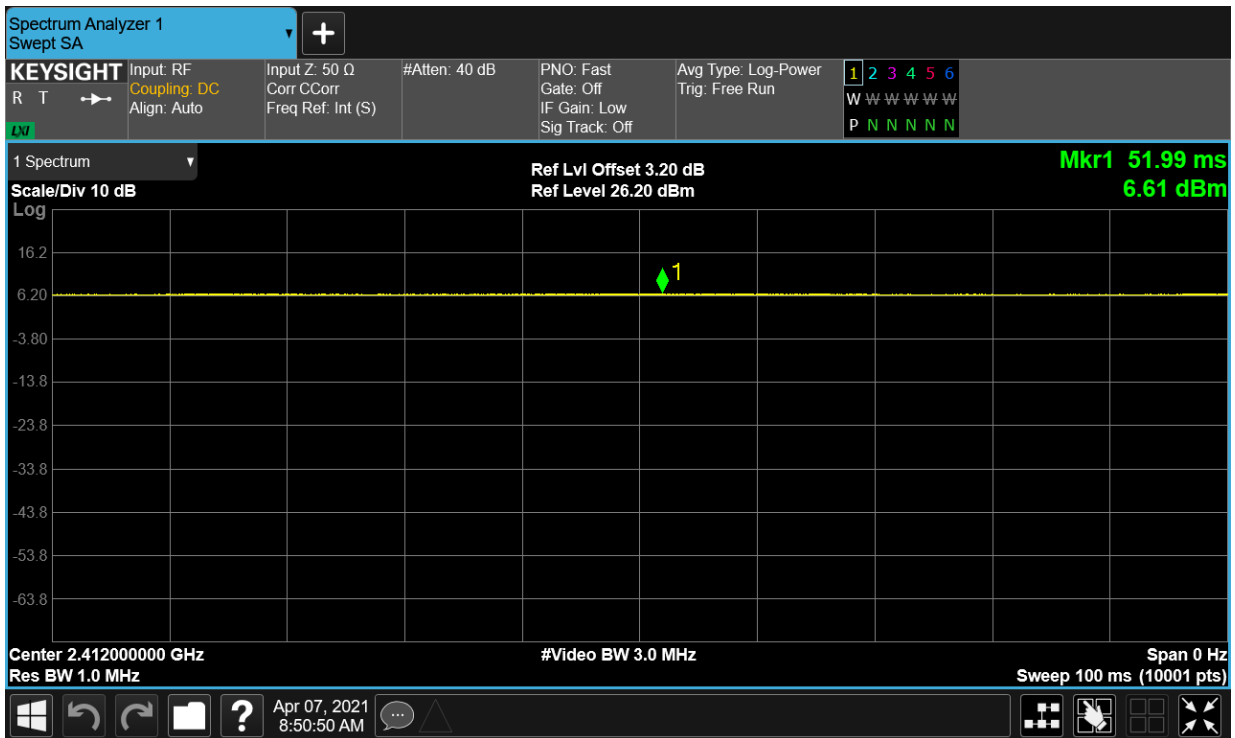 Spectrum Analyzer 1
Swept SA
+
KEYSIGHT
R T
LXI
Input: RF
Coupling: DC
Align: Auto
Input Z: 50 Ω
Corr CCorr
Freq Ref: Int (S)
#Atten: 40 dB
PNO: Fast
Gate: Off
IF Gain: Low
Sig Track: Off
Avg Type: Log-Power
Trig: Free Run
1 2 3 4 5 6
W W W W W W
P N N N N N
1 Spectrum
Scale/Div 10 dB
Ref Lvl Offset 3.20 dB
Ref Level 26.20 dBm
Mkr1 51.99 ms
6.61 dBm
Log
16.2
6.20
-3.80
-13.8
-23.8
-33.8
-43.8
-53.8
-63.8
1
Center 2.412000000 GHz
Res BW 1.0 MHz
#Video BW 3.0 MHz
Span 0 Hz
Sweep 100 ms (10001 pts)
?
Apr 07, 2021
8:50:50 AM